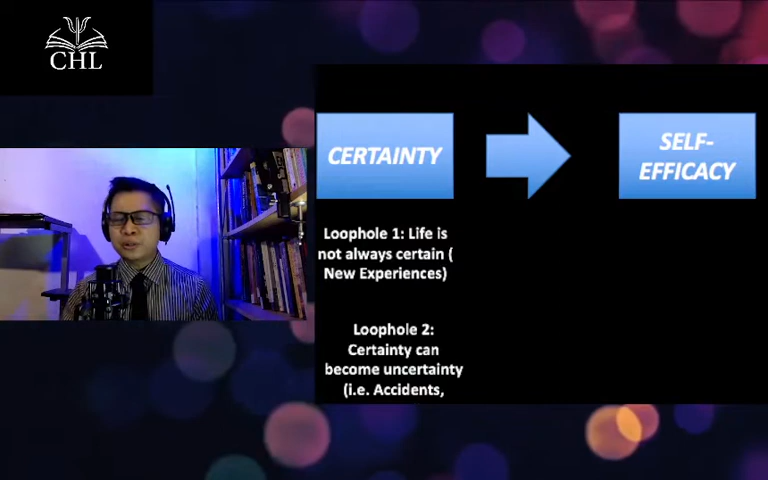 CHL
CERTAINTY
SELF-
EFFICACY
Loophole 1: Life is
not always certain (
New Experiences)
Loophole 2:
Certainty can
become uncertainty
(i.e. Accidents,